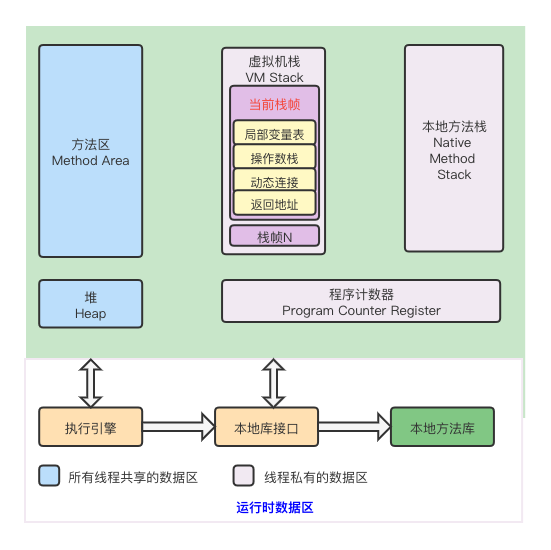 方法区
Method Area
虚拟机栈
VM Stack
当前栈帧
局部变量表
操作数栈
动态连接
返回地址
栈帧N
本地方法栈
Native
Method
Stack
堆
Heap
程序计数器
Program Counter Register
执行引擎
本地库接口
本地方法库
所有线程共享的数据区
线程私有的数据区
运行时数据区